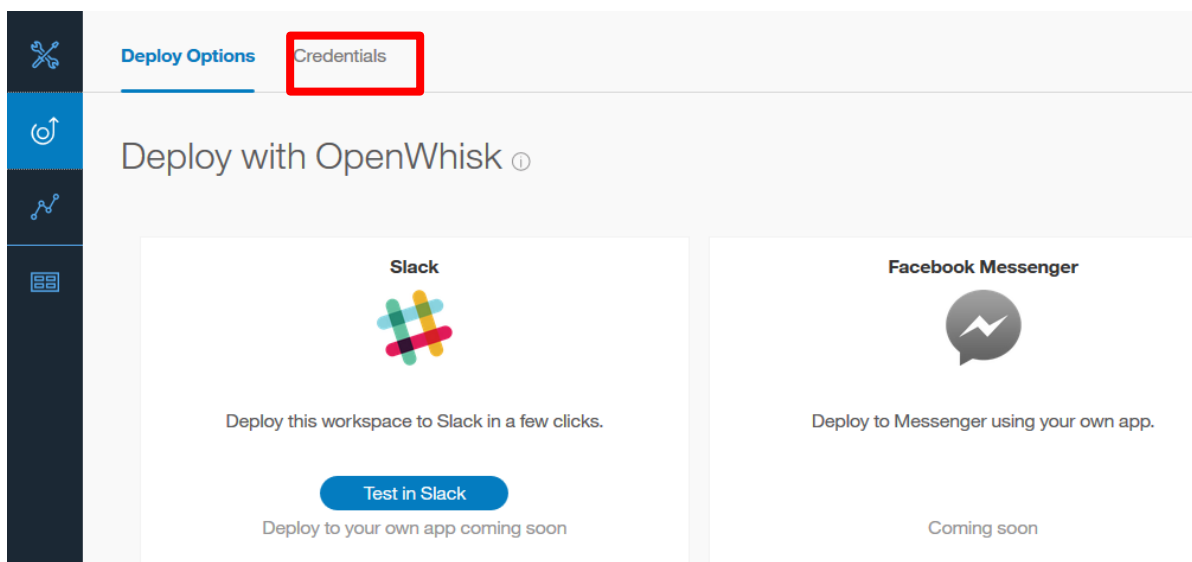 Deploy Options Credentials
Deploy with OpenWhisk
Slack
Deploy this workspace to Slack in a few clicks.
Test in Slack
Deploy to your own app coming soon
Facebook Messenger
Deploy to Messenger using your own app.
Coming soon